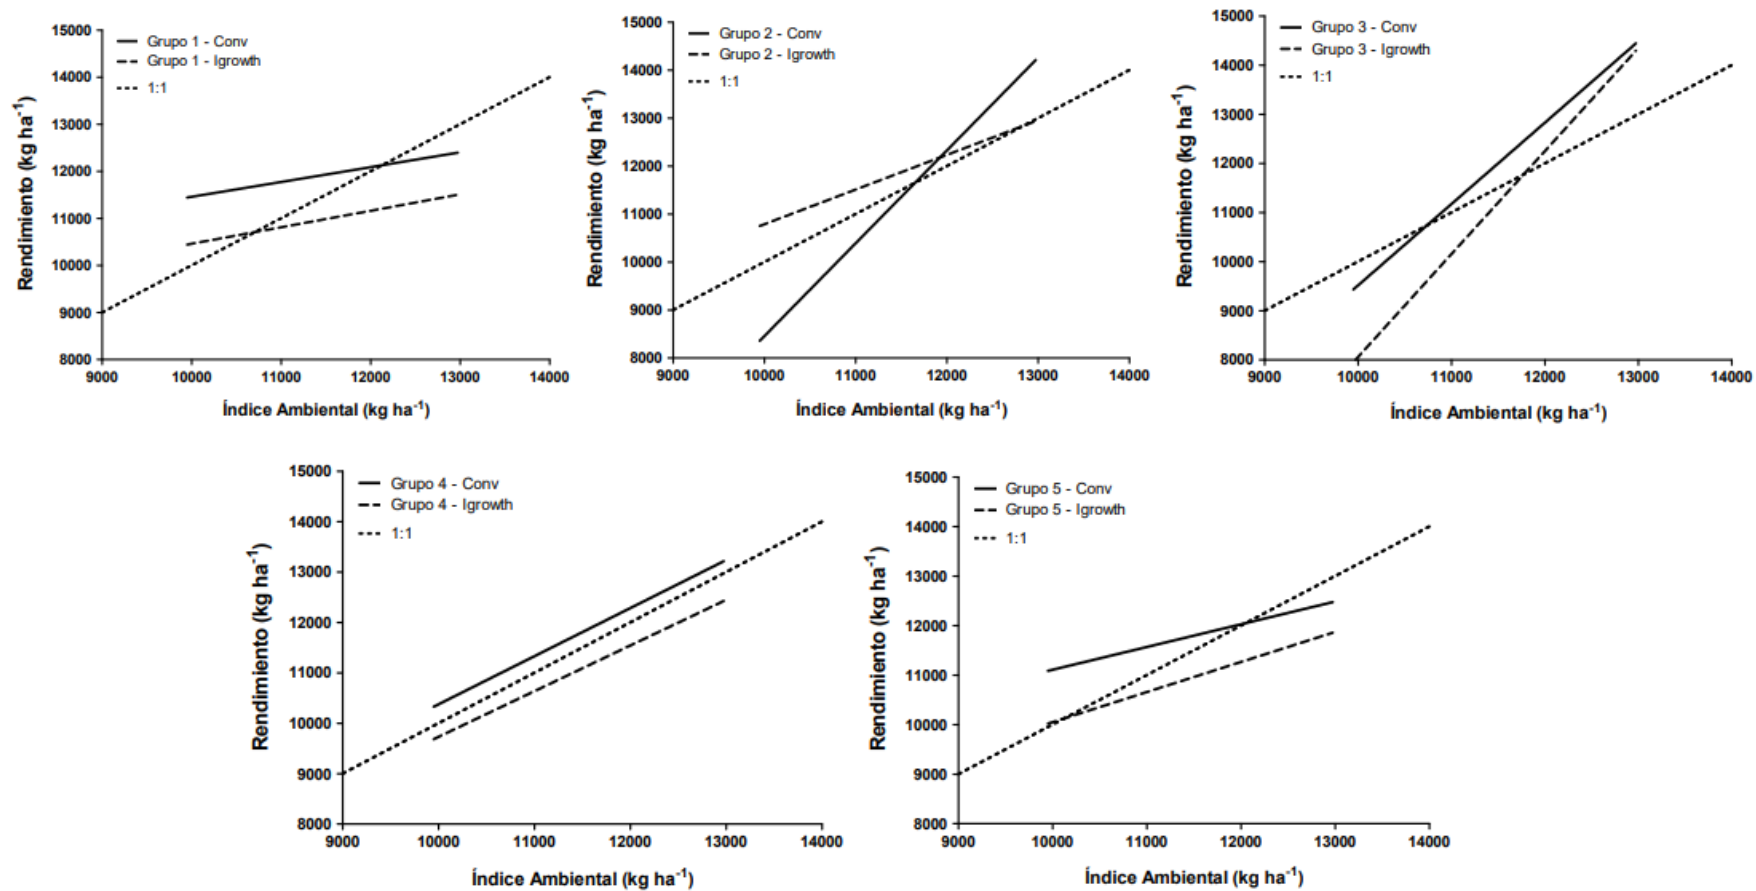 15000
14000
13000
12000
11000
10000
9000
8000
Rendimiento (kg ha-1)
Grupo 1 - Conv
Grupo 1 - Igrowth
1:1
9000 10000 11000 12000 13000 14000
Índice Ambiental (kg ha-1)
15000
14000
13000
12000
11000
10000
9000
8000
Rendimiento (kg ha-1)
Grupo 2 - Conv
Grupo 2 - Igrowth
1:1
9000 10000 11000 12000 13000 14000
Índice Ambiental (kg ha-1)
15000
14000
13000
12000
11000
10000
9000
8000
Rendimiento (kg ha-1)
Grupo 3 - Conv
Grupo 3 - Igrowth
1:1
9000 10000 11000 12000 13000 14000
Índice Ambiental (kg ha-1)
15000
14000
13000
12000
11000
10000
9000
8000
Rendimiento (kg ha-1)
Grupo 4 - Conv
Grupo 4 - Igrowth
1:1
9000 10000 11000 12000 13000 14000
Índice Ambiental (kg ha-1)
15000
14000
13000
12000
11000
10000
9000
8000
Rendimiento (kg ha-1)
Grupo 5 - Conv
Grupo 5 - Igrowth
1:1
9000 10000 11000 12000 13000 14000
Índice Ambiental (kg ha-1)